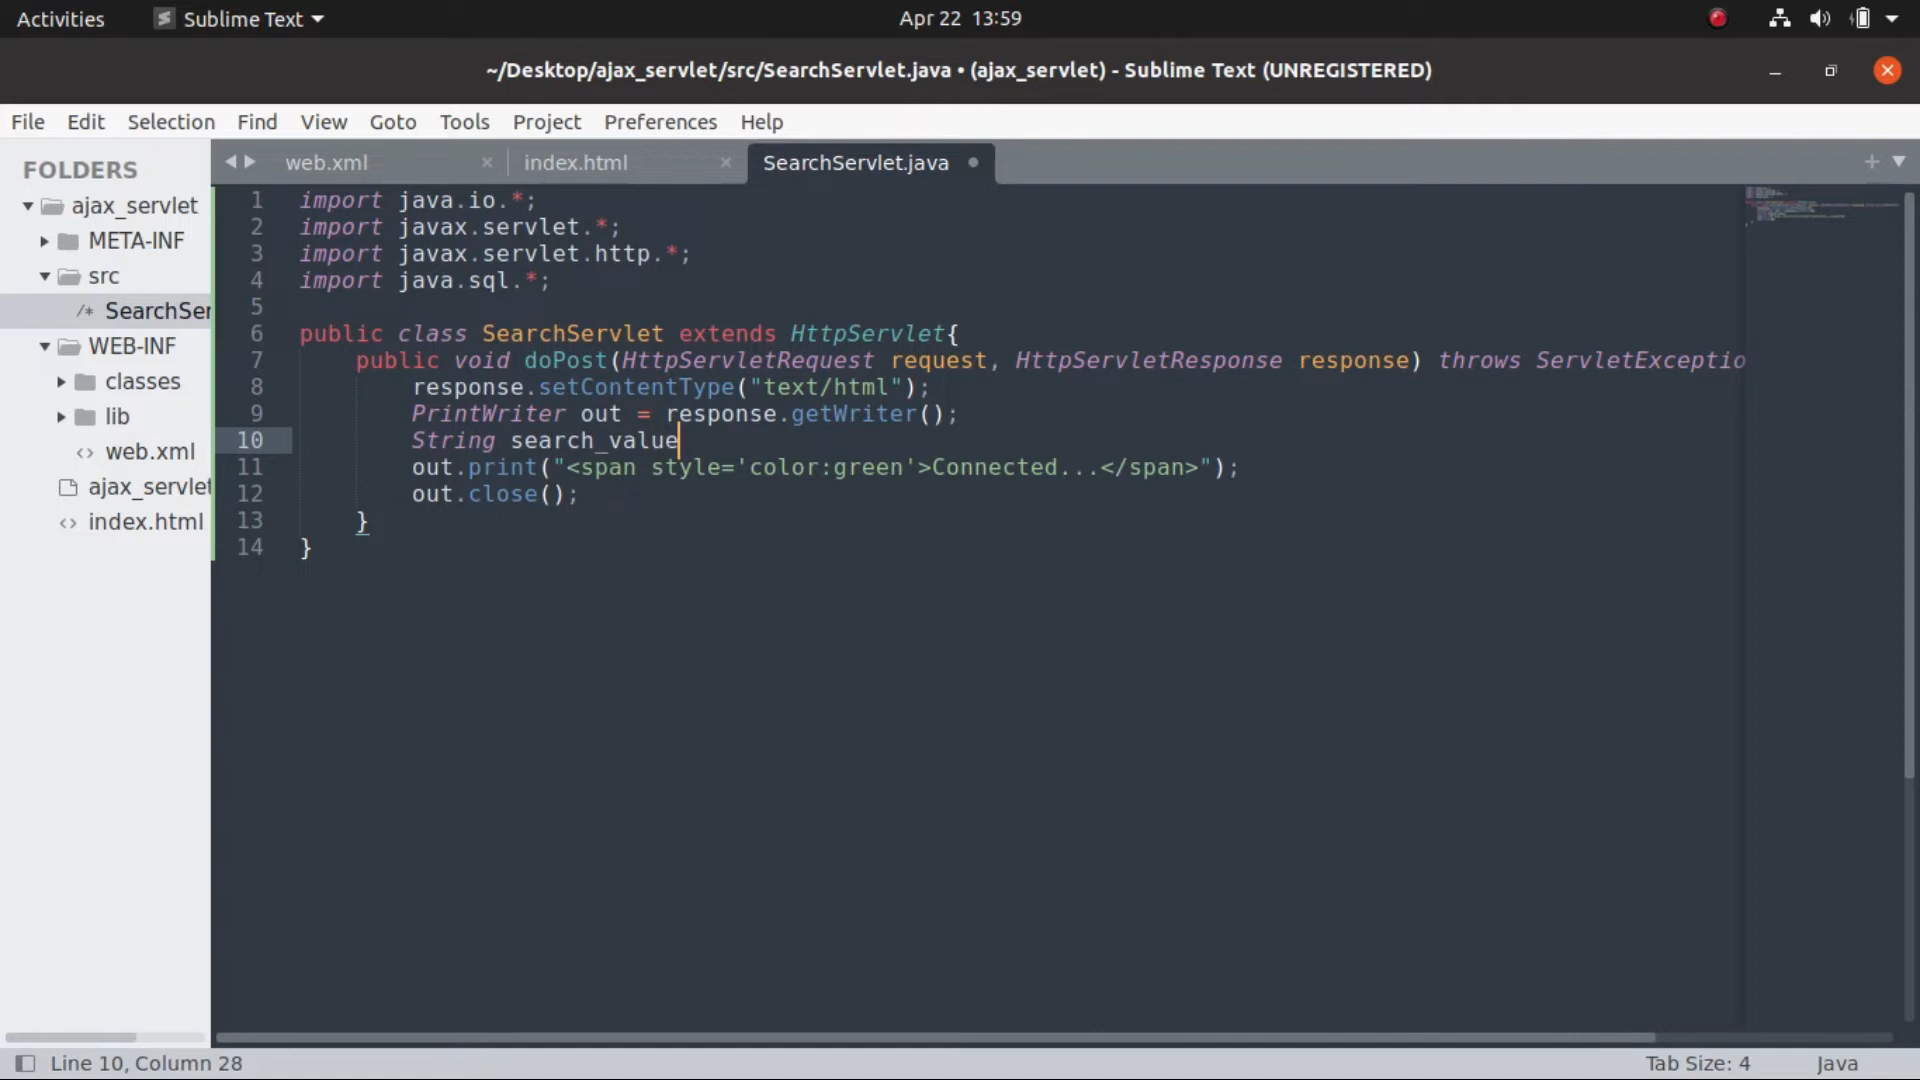 Activities Sublime Text Apr 22 13:59
~/Desktop/ajax_servlet/src/SearchServlet.java • (ajax_servlet) - Sublime Text (UNREGISTERED)
File Edit Selection Find View Goto Tools Project Preferences Help
FOLDERS
ajax_servlet
META-INF
src
/* SearchSer
WEB-INF
classes
lib
<> web.xml
ajax_servlet
<> index.html
web.xml × index.html × SearchServlet.java •
1 import java.io.*;
2 import javax.servlet.*;
3 import javax.servlet.http.*;
4 import java.sql.*;
5
6 public class SearchServlet extends HttpServlet{
7 public void doPost(HttpServletRequest request, HttpServletResponse response) throws ServletExceptio
8 response.setContentType("text/html");
9 PrintWriter out = response.getWriter();
10 String search_value
11 out.print("<span style='color:green'>Connected...</span>");
12 out.close();
13 }
14 }
Line 10, Column 28 Tab Size: 4 Java